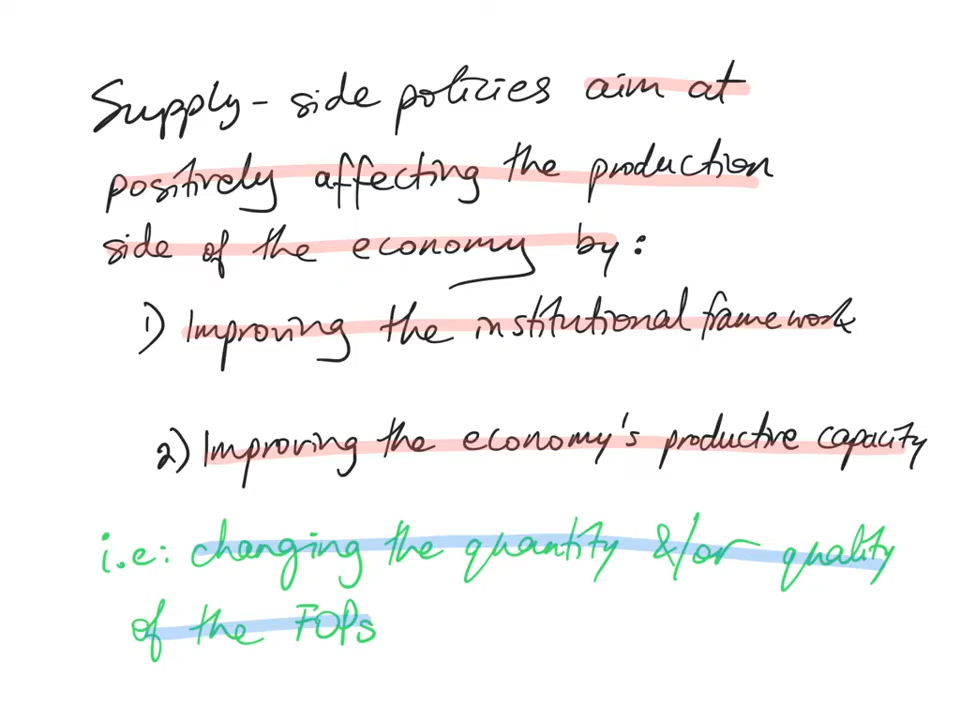 Supply-side policies aim at
positively affecting the production
side of the economy by:
1) Improving the institutional framework
2) Improving the economy's productive capacity
i.e: changing the quantity &/or quality
of the FOPs